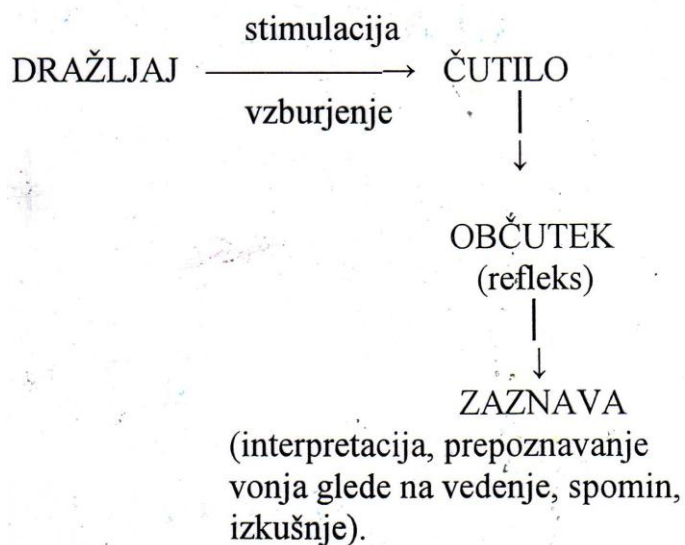 stimulacija
DRAŽLJAJ → ČUTILO
vzburjenje
↓
OBČUTEK
(refleks)
↓
ZAZNAVA
(interpretacija, prepoznavanje
vonja glede na vedenje, spomin,
izkušnje).